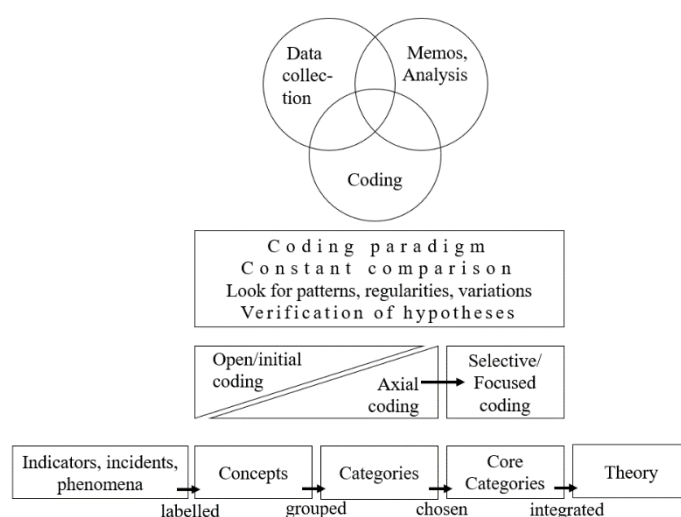 Data
collec-
tion
Memos,
Analysis
Coding
Coding paradigm
Constant comparison
Look for patterns, regularities, variations
Verification of hypotheses
Open/initial
coding
Axial
coding
Selective/
Focused
coding
Indicators, incidents,
phenomena
Concepts
Categories
Core
Categories
Theory
labelled
grouped
chosen
integrated